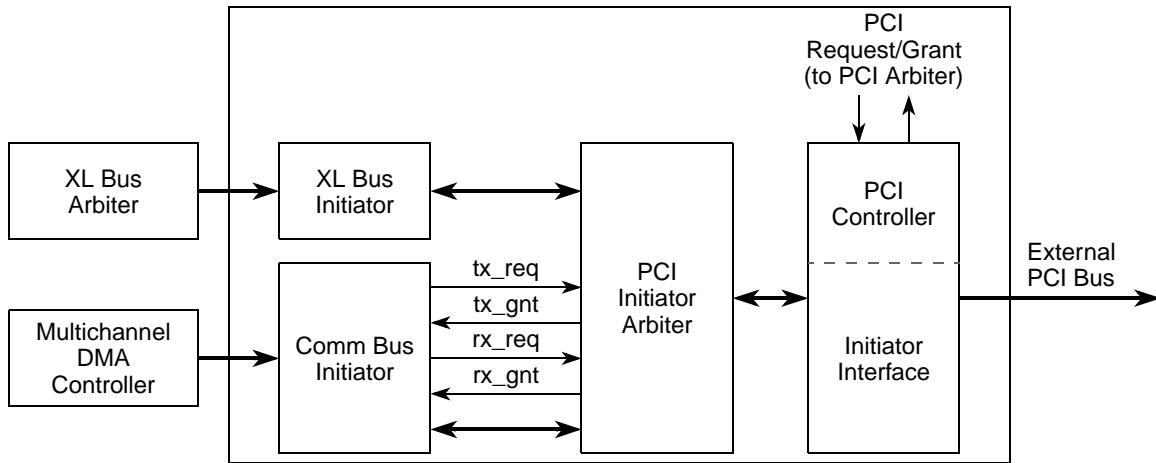 PCI
Request/Grant
(to PCI Arbiter)
XL Bus
Arbiter
XL Bus
Initiator
PCI
Controller
tx_req
tx_gnt
rx_req
rx_gnt
PCI
Initiator
Arbiter
External
PCI Bus
Multichannel
DMA
Controller
Comm Bus
Initiator
Initiator
Interface